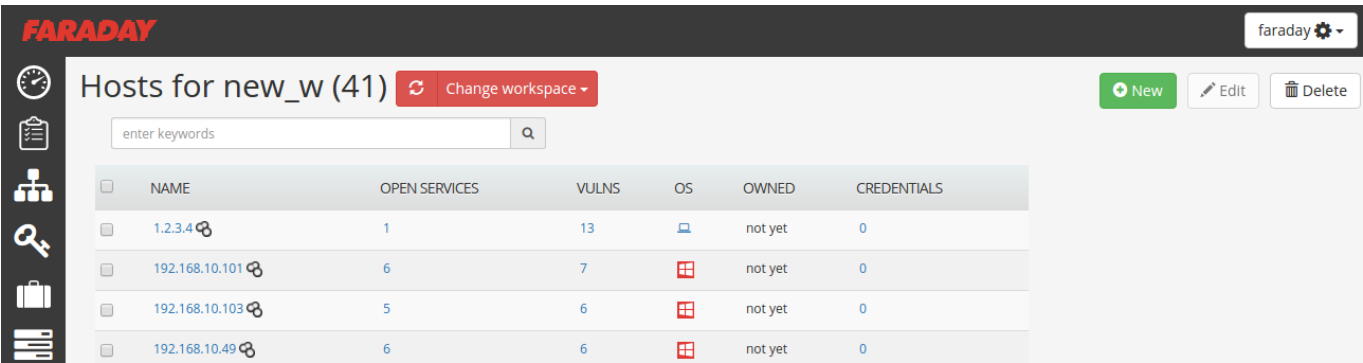 FARADAY
faraday
Hosts for new_w (41) Change workspace New Edit Delete
enter keywords
NAME OPEN SERVICES VULNS OS OWNED CREDENTIALS
1.2.3.4 1 13 not yet 0
192.168.10.101 6 7 not yet 0
192.168.10.103 5 6 not yet 0
192.168.10.49 6 6 not yet 0